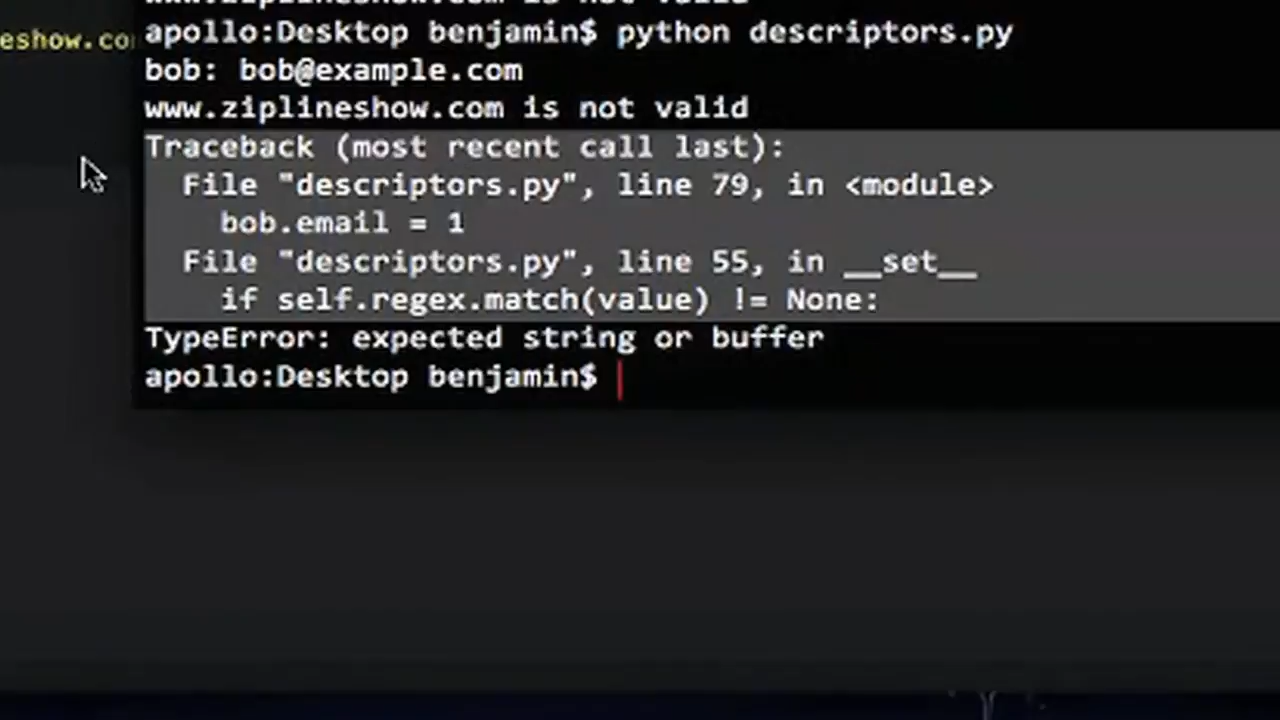 apollo:Desktop benjamin$ python descriptors.py
bob: bob@example.com
www.ziplineshow.com is not valid
Traceback (most recent call last):
  File "descriptors.py", line 79, in <module>
    bob.email = 1
  File "descriptors.py", line 55, in __set__
    if self.regex.match(value) != None:
TypeError: expected string or buffer
apollo:Desktop benjamin$